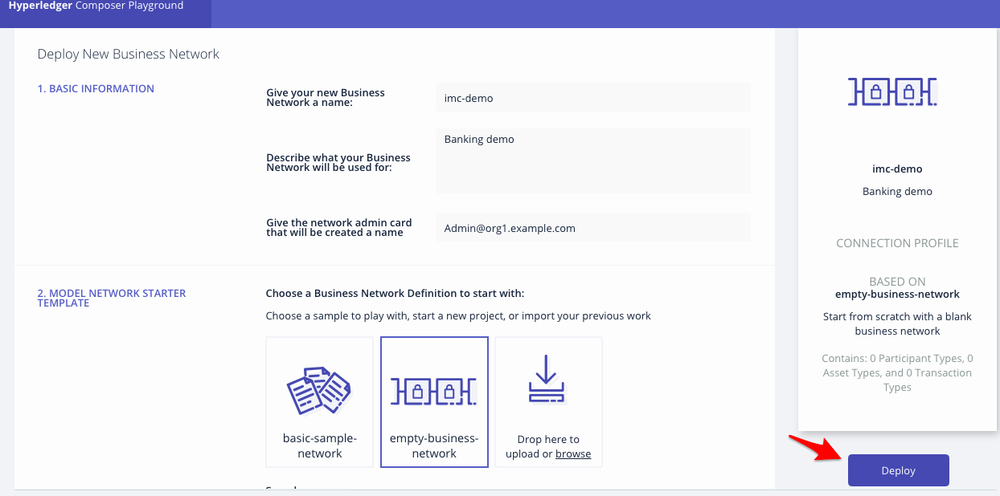 Hyperledger Composer Playground
Deploy New Business Network
1. BASIC INFORMATION
Give your new Business
Network a name:
imc-demo
Describe what your Business
Network will be used for:
Banking demo
Give the network admin card
that will be created a name
Admin@org1.example.com
2. MODEL NETWORK STARTER
TEMPLATE
Choose a Business Network Definition to start with:
Choose a sample to play with, start a new project, or import your previous work
basic-sample-
network
empty-business-
network
Drop here to
upload or browse
imc-demo
Banking demo
CONNECTION PROFILE
BASED ON
empty-business-network
Start from scratch with a blank
business network
Contains: 0 Participant Types, 0
Asset Types, and 0 Transaction
Types
Deploy